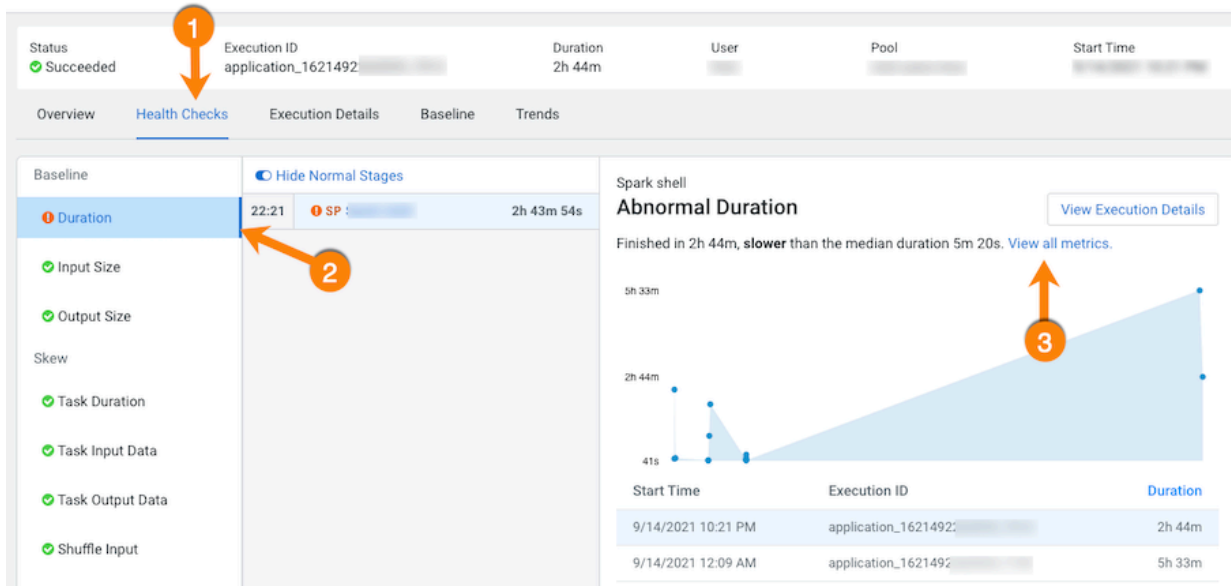 1
Status
Execution ID
Duration
User
Pool
Start Time
Succeeded
application_1621492
2h 44m
Overview
Health Checks
Execution Details
Baseline
Trends
Baseline
Duration
Input Size
Output Size
Skew
Task Duration
Task Input Data
Task Output Data
Shuffle Input
Hide Normal Stages
22:21
SP
2h 43m 54s
2
Spark shell
Abnormal Duration
View Execution Details
Finished in 2h 44m, slower than the median duration 5m 20s. View all metrics.
3
5h 33m
2h 44m
41s
Start Time
Execution ID
Duration
9/14/2021 10:21 PM
application_1621492
2h 44m
9/14/2021 12:09 AM
application_1621492
5h 33m